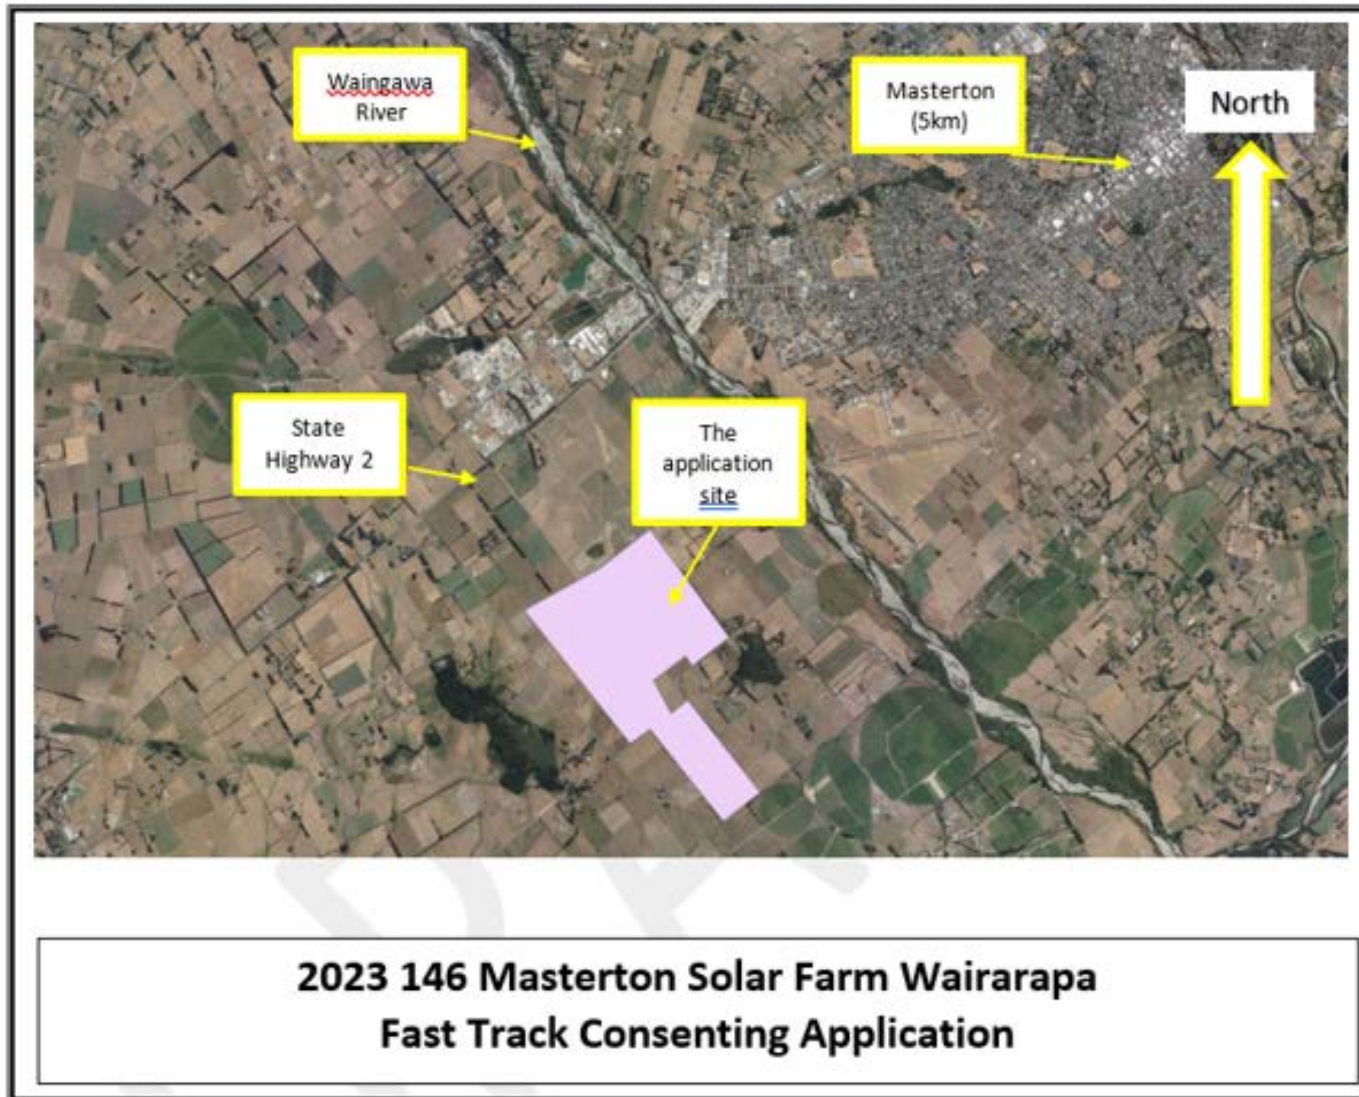 Waingawa
River
Masterton
(5km)
North
State
Highway 2
The
application
site
2023 146 Masterton Solar Farm Wairarapa
Fast Track Consenting Application